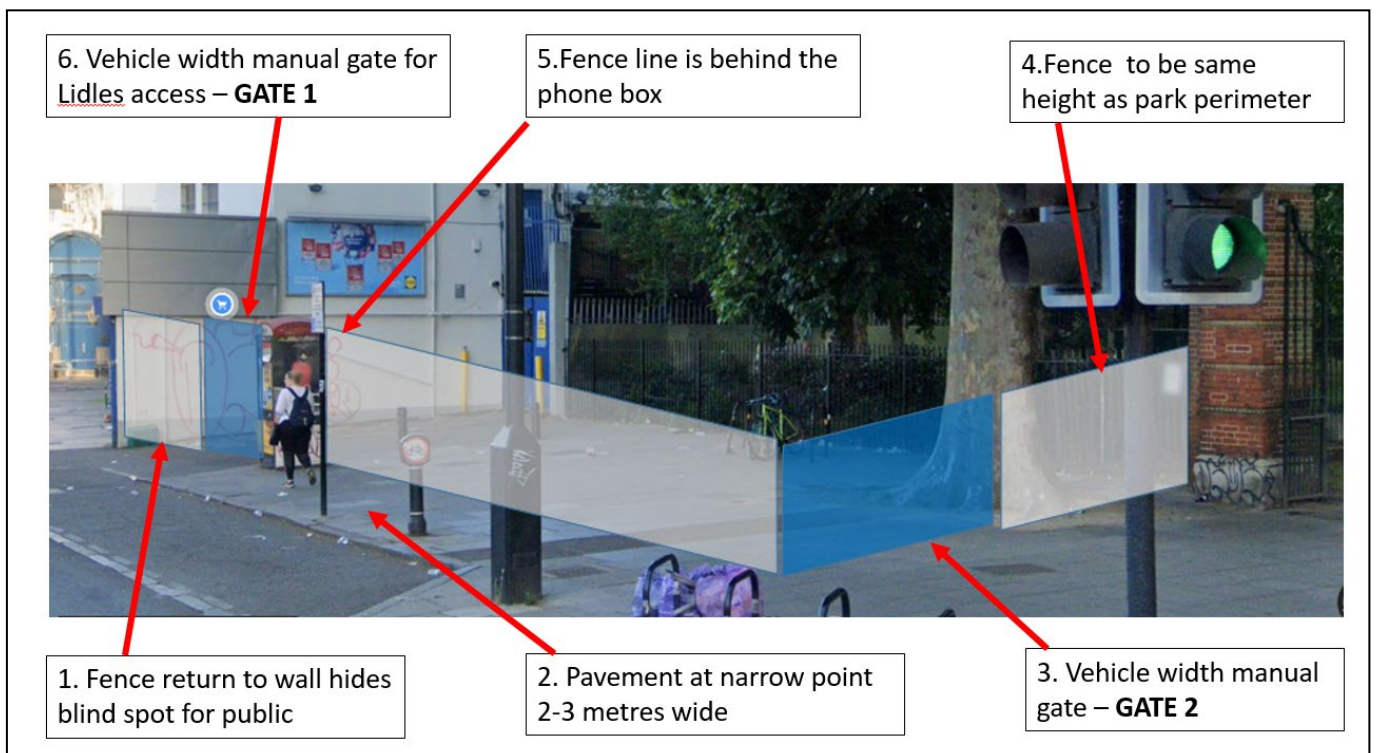 6. Vehicle width manual gate for
Lidles access – GATE 1
5.Fence line is behind the
phone box
4.Fence  to be same
height as park perimeter
1. Fence return to wall hides
blind spot for public
2. Pavement at narrow point
2-3 metres wide
3. Vehicle width manual
gate – GATE 2